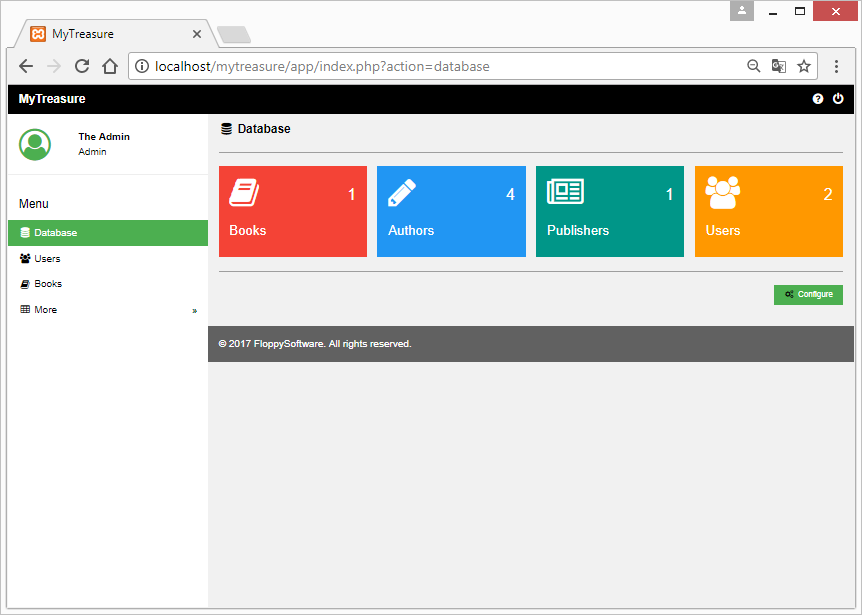 MyTreasure
localhost/mytreasure/app/index.php?action=database
MyTreasure
The Admin
Admin
Menu
Database
Users
Books
More »
Database
1
Books
4
Authors
1
Publishers
2
Users
Configure
© 2017 FloppySoftware. All rights reserved.